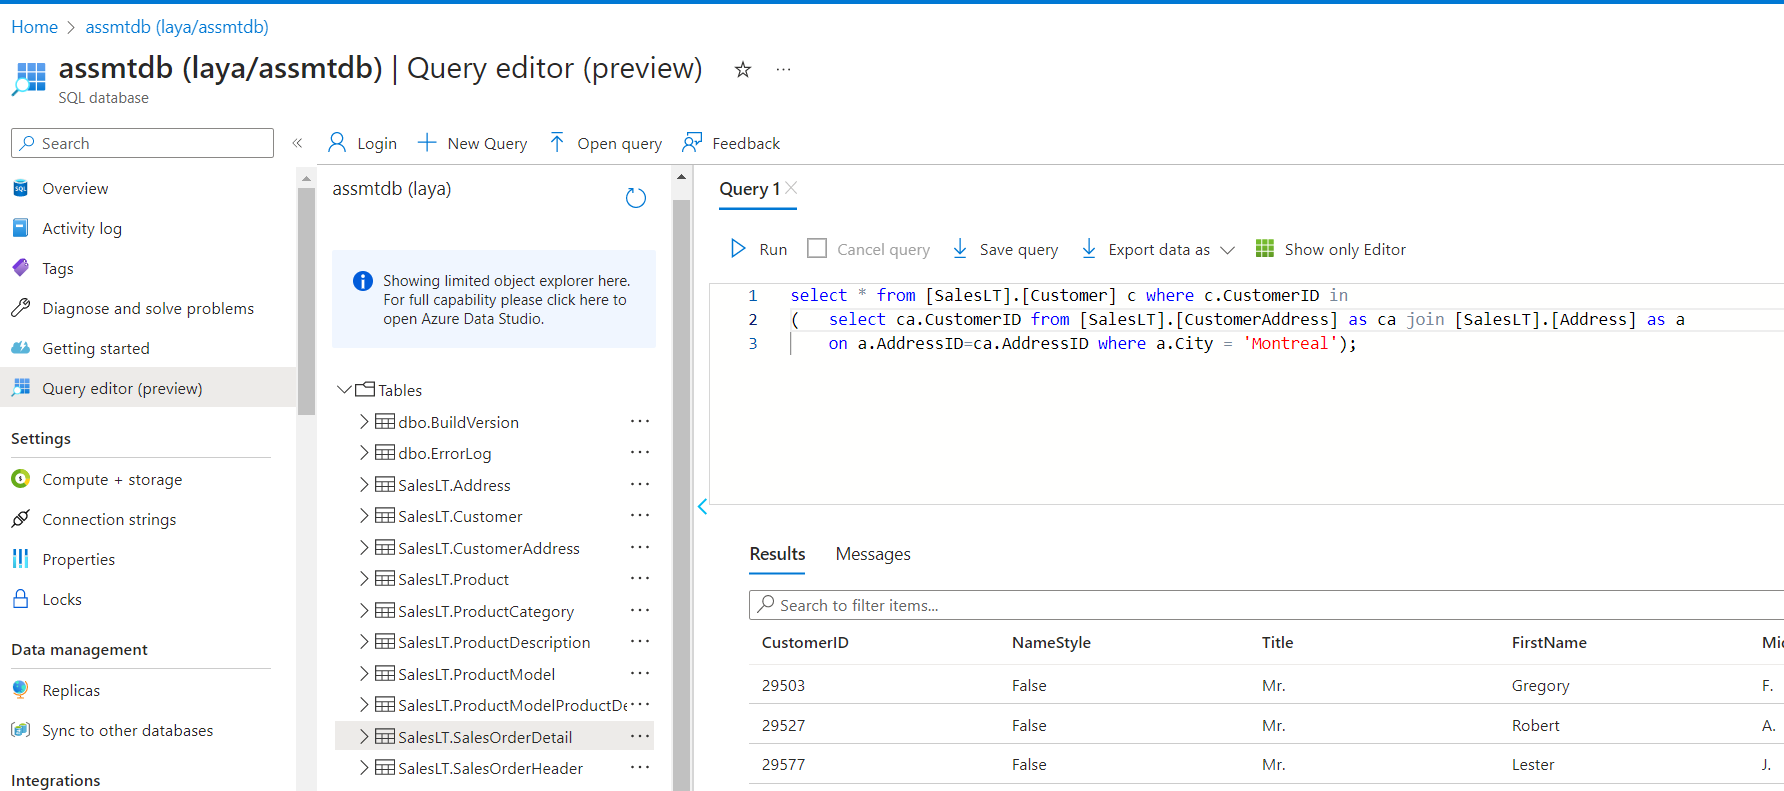 Home > assmtdb (laya/assmtdb)
assmtdb (laya/assmtdb) | Query editor (preview) ☆ ...
SQL database
Search «
Overview
Activity log
Tags
Diagnose and solve problems
Getting started
Query editor (preview)
Settings
Compute + storage
Connection strings
Properties
Locks
Data management
Replicas
Sync to other databases
Integrations
Login
New Query
Open query
Feedback
assmtdb (laya)
Showing limited object explorer here.
For full capability please click here to
open Azure Data Studio.
Tables
dbo.BuildVersion ...
dbo.ErrorLog ...
SalesLT.Address ...
SalesLT.Customer ...
SalesLT.CustomerAddress ...
SalesLT.Product ...
SalesLT.ProductCategory ...
SalesLT.ProductDescription ...
SalesLT.ProductModel ...
SalesLT.ProductModelProductDe...
SalesLT.SalesOrderDetail ...
SalesLT.SalesOrderHeader ...
Query 1 ×
Run Cancel query Save query Export data as Show only Editor
1 select * from [SalesLT].[Customer] c where c.CustomerID in
2 ( select ca.CustomerID from [SalesLT].[CustomerAddress] as ca join [SalesLT].[Address] as a
3 on a.AddressID=ca.AddressID where a.City = 'Montreal');
Results Messages
Search to filter items...
CustomerID NameStyle Title FirstName Mic
29503 False Mr. Gregory F.
29527 False Mr. Robert A.
29577 False Mr. Lester J.